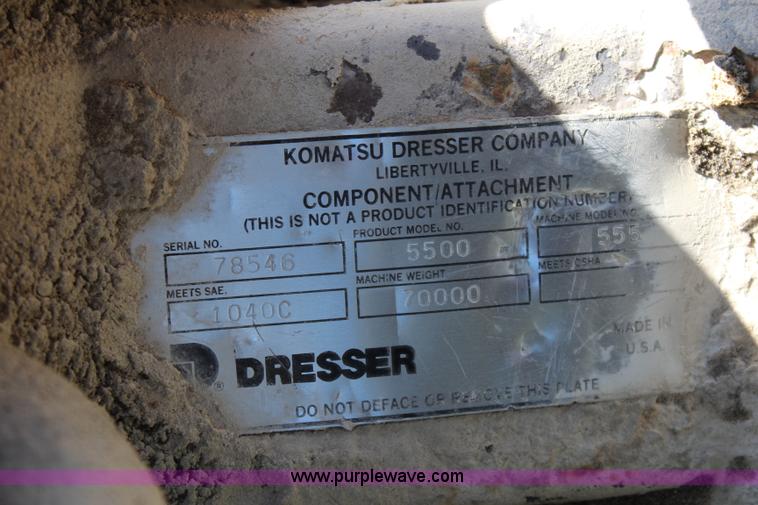 KOMATSU DRESSER COMPANY
LIBERTYVILLE, IL.
COMPONENT/ATTACHMENT
(THIS IS NOT A PRODUCT IDENTIFICATION NUMBER)
SERIAL NO. PRODUCT MODEL NO. MACHINE MODEL NO.
78546 5500 555
MEETS SAE. MACHINE WEIGHT MEETS OSHA
1040C 70000
MADE IN
U.S.A.
® DRESSER
DO NOT DEFACE OR REMOVE THIS PLATE
www.purplewave.com